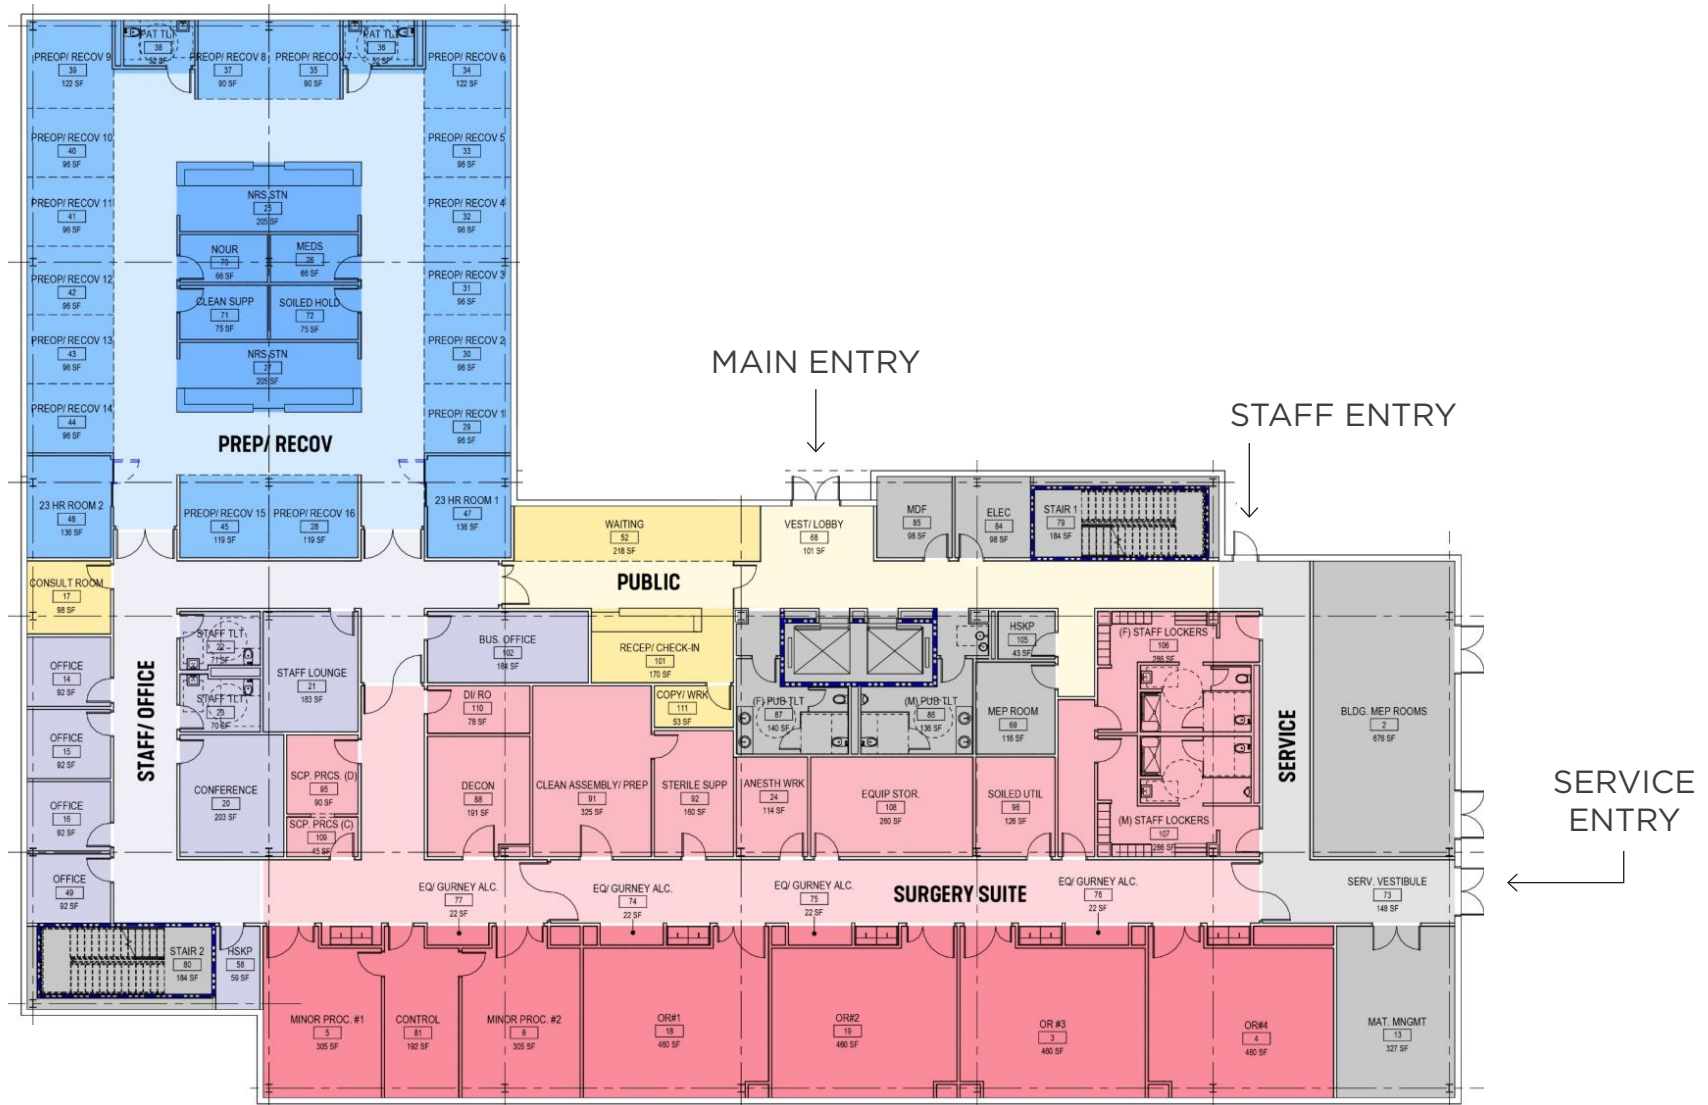 PAT TLT
38
52 SF
PAT TLT
36
52 SF
PREOP/ RECOV 9
39
122 SF
PREOP/ RECOV 8
37
90 SF
PREOP/ RECOV 7
35
90 SF
PREOP/ RECOV 6
34
122 SF
PREOP/ RECOV 10
40
96 SF
PREOP/ RECOV 5
33
96 SF
NRS STN
25
205 SF
PREOP/ RECOV 11
41
96 SF
PREOP/ RECOV 4
32
96 SF
NOUR
70
66 SF
MEDS
26
66 SF
PREOP/ RECOV 12
42
96 SF
PREOP/ RECOV 3
31
96 SF
CLEAN SUPP
71
75 SF
SOILED HOLD
72
75 SF
PREOP/ RECOV 13
43
96 SF
NRS STN
27
205 SF
PREOP/ RECOV 2
30
96 SF
PREOP/ RECOV 14
44
96 SF
PREOP/ RECOV 1
29
96 SF
PREP/ RECOV
MAIN ENTRY
STAFF ENTRY
23 HR ROOM 2
48
136 SF
PREOP/ RECOV 15
45
119 SF
PREOP/ RECOV 16
28
119 SF
23 HR ROOM 1
47
136 SF
WAITING
52
218 SF
VEST/ LOBBY
68
101 SF
MDF
85
98 SF
ELEC
84
98 SF
STAIR 1
79
184 SF
PUBLIC
CONSULT ROOM
17
98 SF
STAFF TLT
22
71 SF
STAFF LOUNGE
21
183 SF
BUS. OFFICE
102
184 SF
RECEP/ CHECK-IN
101
170 SF
HSKP
105
43 SF
(F) STAFF LOCKERS
106
286 SF
OFFICE
14
92 SF
STAFF TLT
23
70 SF
DI/ RO
110
78 SF
COPY/ WRK
111
53 SF
(F) PUB TLT
87
140 SF
(M) PUB TLT
86
136 SF
MEP ROOM
69
116 SF
BLDG. MEP ROOMS
2
676 SF
STAFF/ OFFICE
SERVICE
OFFICE
15
92 SF
CONFERENCE
20
203 SF
SCP. PRCS. (D)
95
90 SF
DECON
88
191 SF
CLEAN ASSEMBLY/ PREP
91
325 SF
STERILE SUPP
92
160 SF
ANESTH WRK
24
114 SF
EQUIP STOR.
108
260 SF
SOILED UTIL
96
126 SF
SERVICE
ENTRY
OFFICE
16
92 SF
SCP. PRCS (C)
109
45 SF
(M) STAFF LOCKERS
107
286 SF
OFFICE
49
92 SF
EQ/ GURNEY ALC.
77
22 SF
EQ/ GURNEY ALC.
74
22 SF
EQ/ GURNEY ALC.
75
22 SF
SURGERY SUITE
EQ/ GURNEY ALC.
76
22 SF
SERV. VESTIBULE
73
148 SF
STAIR 2
80
184 SF
HSKP
58
59 SF
MINOR PROC. #1
5
305 SF
CONTROL
81
192 SF
MINOR PROC. #2
6
305 SF
OR#1
18
460 SF
OR#2
19
460 SF
OR #3
3
460 SF
OR#4
4
460 SF
MAT. MNGMT
13
327 SF